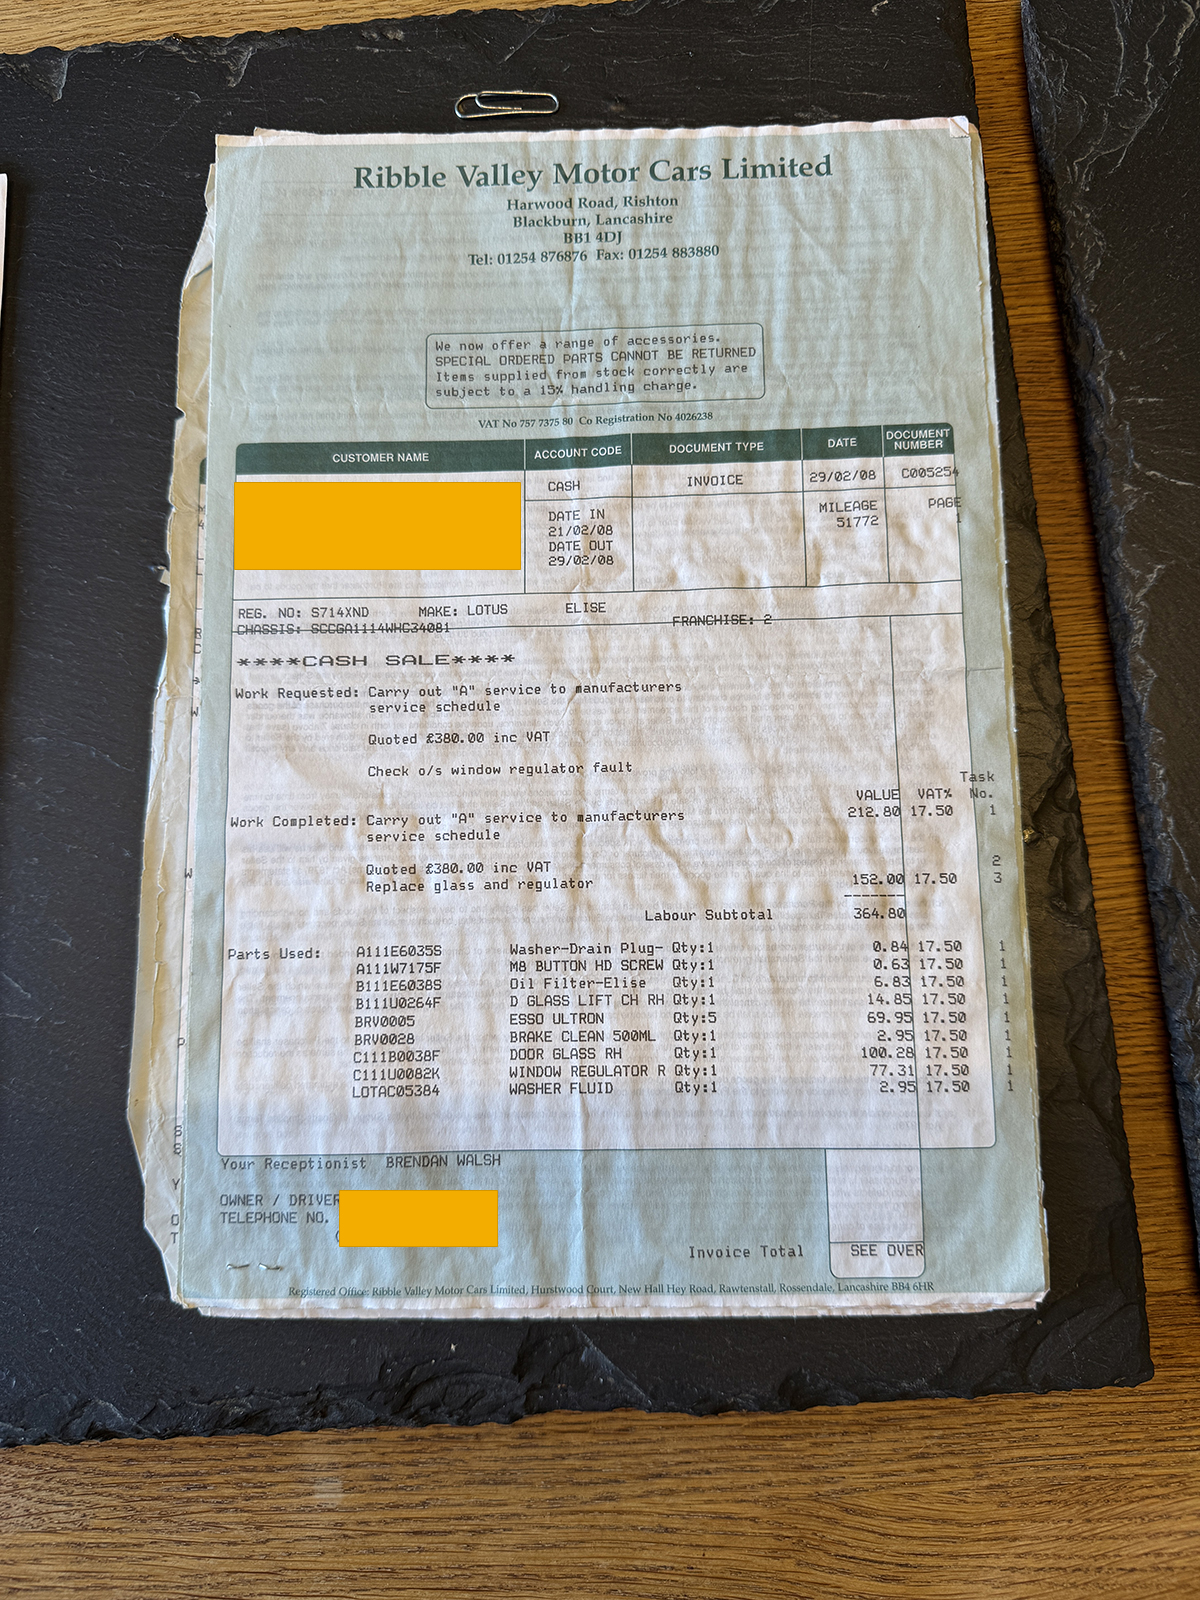 Ribble Valley Motor Cars Limited
Harwood Road, Rishton
Blackburn, Lancashire
BB1 4DJ
Tel: 01254 876876 Fax: 01254 883880
We now offer a range of accessories.
SPECIAL ORDERED PARTS CANNOT BE RETURNED
Items supplied from stock correctly are
subject to a 15% handling charge.
VAT No 757 7375 80 Co Registration No 4026238
CUSTOMER NAME ACCOUNT CODE DOCUMENT TYPE DATE DOCUMENT NUMBER
CASH INVOICE 29/02/08 C005254
DATE IN MILEAGE PAGE
21/02/08 51772 1
DATE OUT
29/02/08
REG. NO: S714XND MAKE: LOTUS ELISE
CHASSIS: SCCGA1114WHC34081 FRANCHISE: 2
****CASH SALE****
Work Requested: Carry out "A" service to manufacturers
service schedule
Quoted £380.00 inc VAT
Check o/s window regulator fault
Task
VALUE VAT% No.
Work Completed: Carry out "A" service to manufacturers 212.80 17.50 1
service schedule
2
Quoted £380.00 inc VAT
Replace glass and regulator 152.00 17.50 3
-------
Labour Subtotal 364.80
Parts Used: A111E6035S Washer-Drain Plug- Qty:1 0.84 17.50 1
A111W7175F M8 BUTTON HD SCREW Qty:1 0.63 17.50 1
B111E6038S Oil Filter-Elise Qty:1 6.83 17.50 1
B111U0264F D GLASS LIFT CH RH Qty:1 14.85 17.50 1
BRV0005 ESSO ULTRON Qty:5 69.95 17.50 1
BRV0028 BRAKE CLEAN 500ML Qty:1 2.95 17.50 1
C111B0038F DOOR GLASS RH Qty:1 100.28 17.50 1
C111U0082K WINDOW REGULATOR R Qty:1 77.31 17.50 1
LOTAC05384 WASHER FLUID Qty:1 2.95 17.50 1
Your Receptionist BRENDAN WALSH
OWNER / DRIVER
TELEPHONE NO.
(
Invoice Total SEE OVER
Registered Office: Ribble Valley Motor Cars Limited, Hurstwood Court, New Hall Hey Road, Rawtenstall, Rossendale, Lancashire BB4 6HR